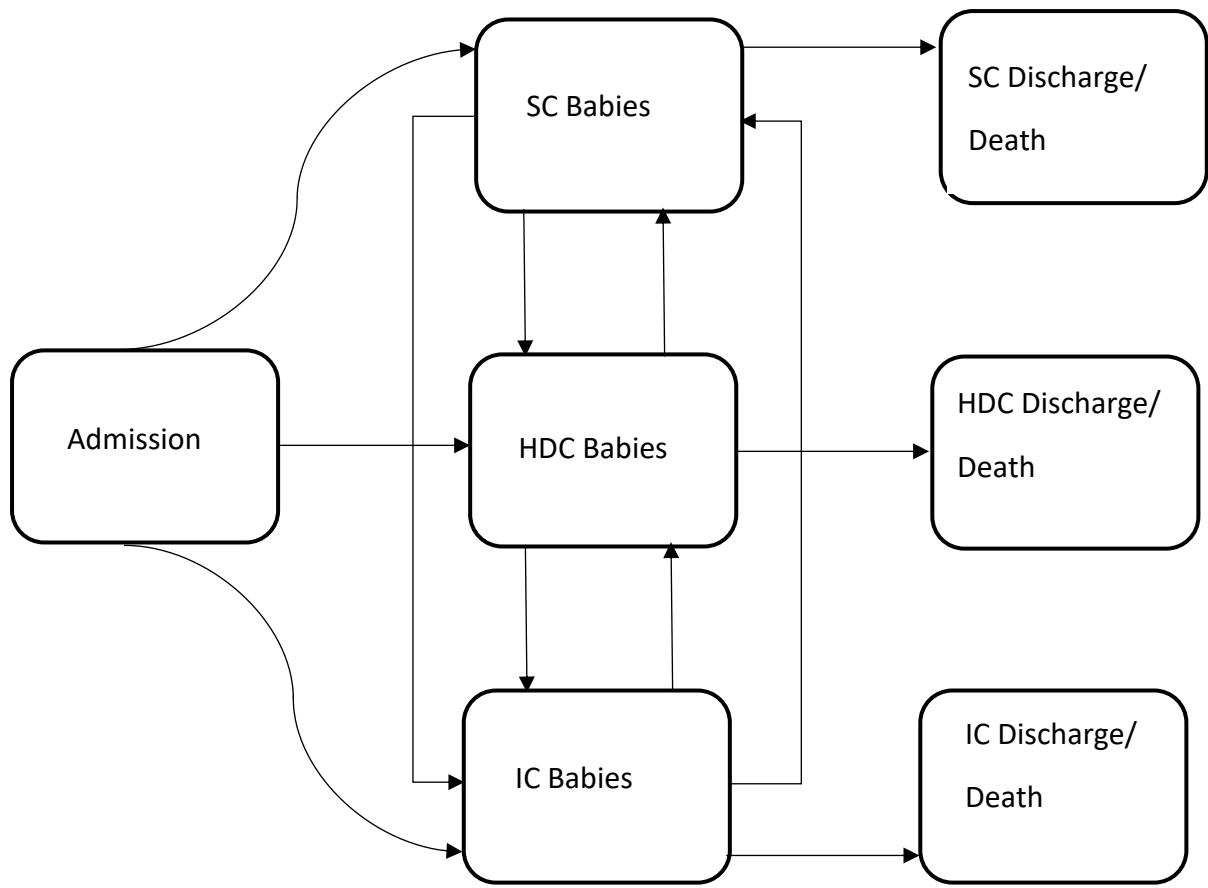 SC Babies
SC Discharge/
Death
Admission
HDC Babies
HDC Discharge/
Death
IC Babies
IC Discharge/
Death